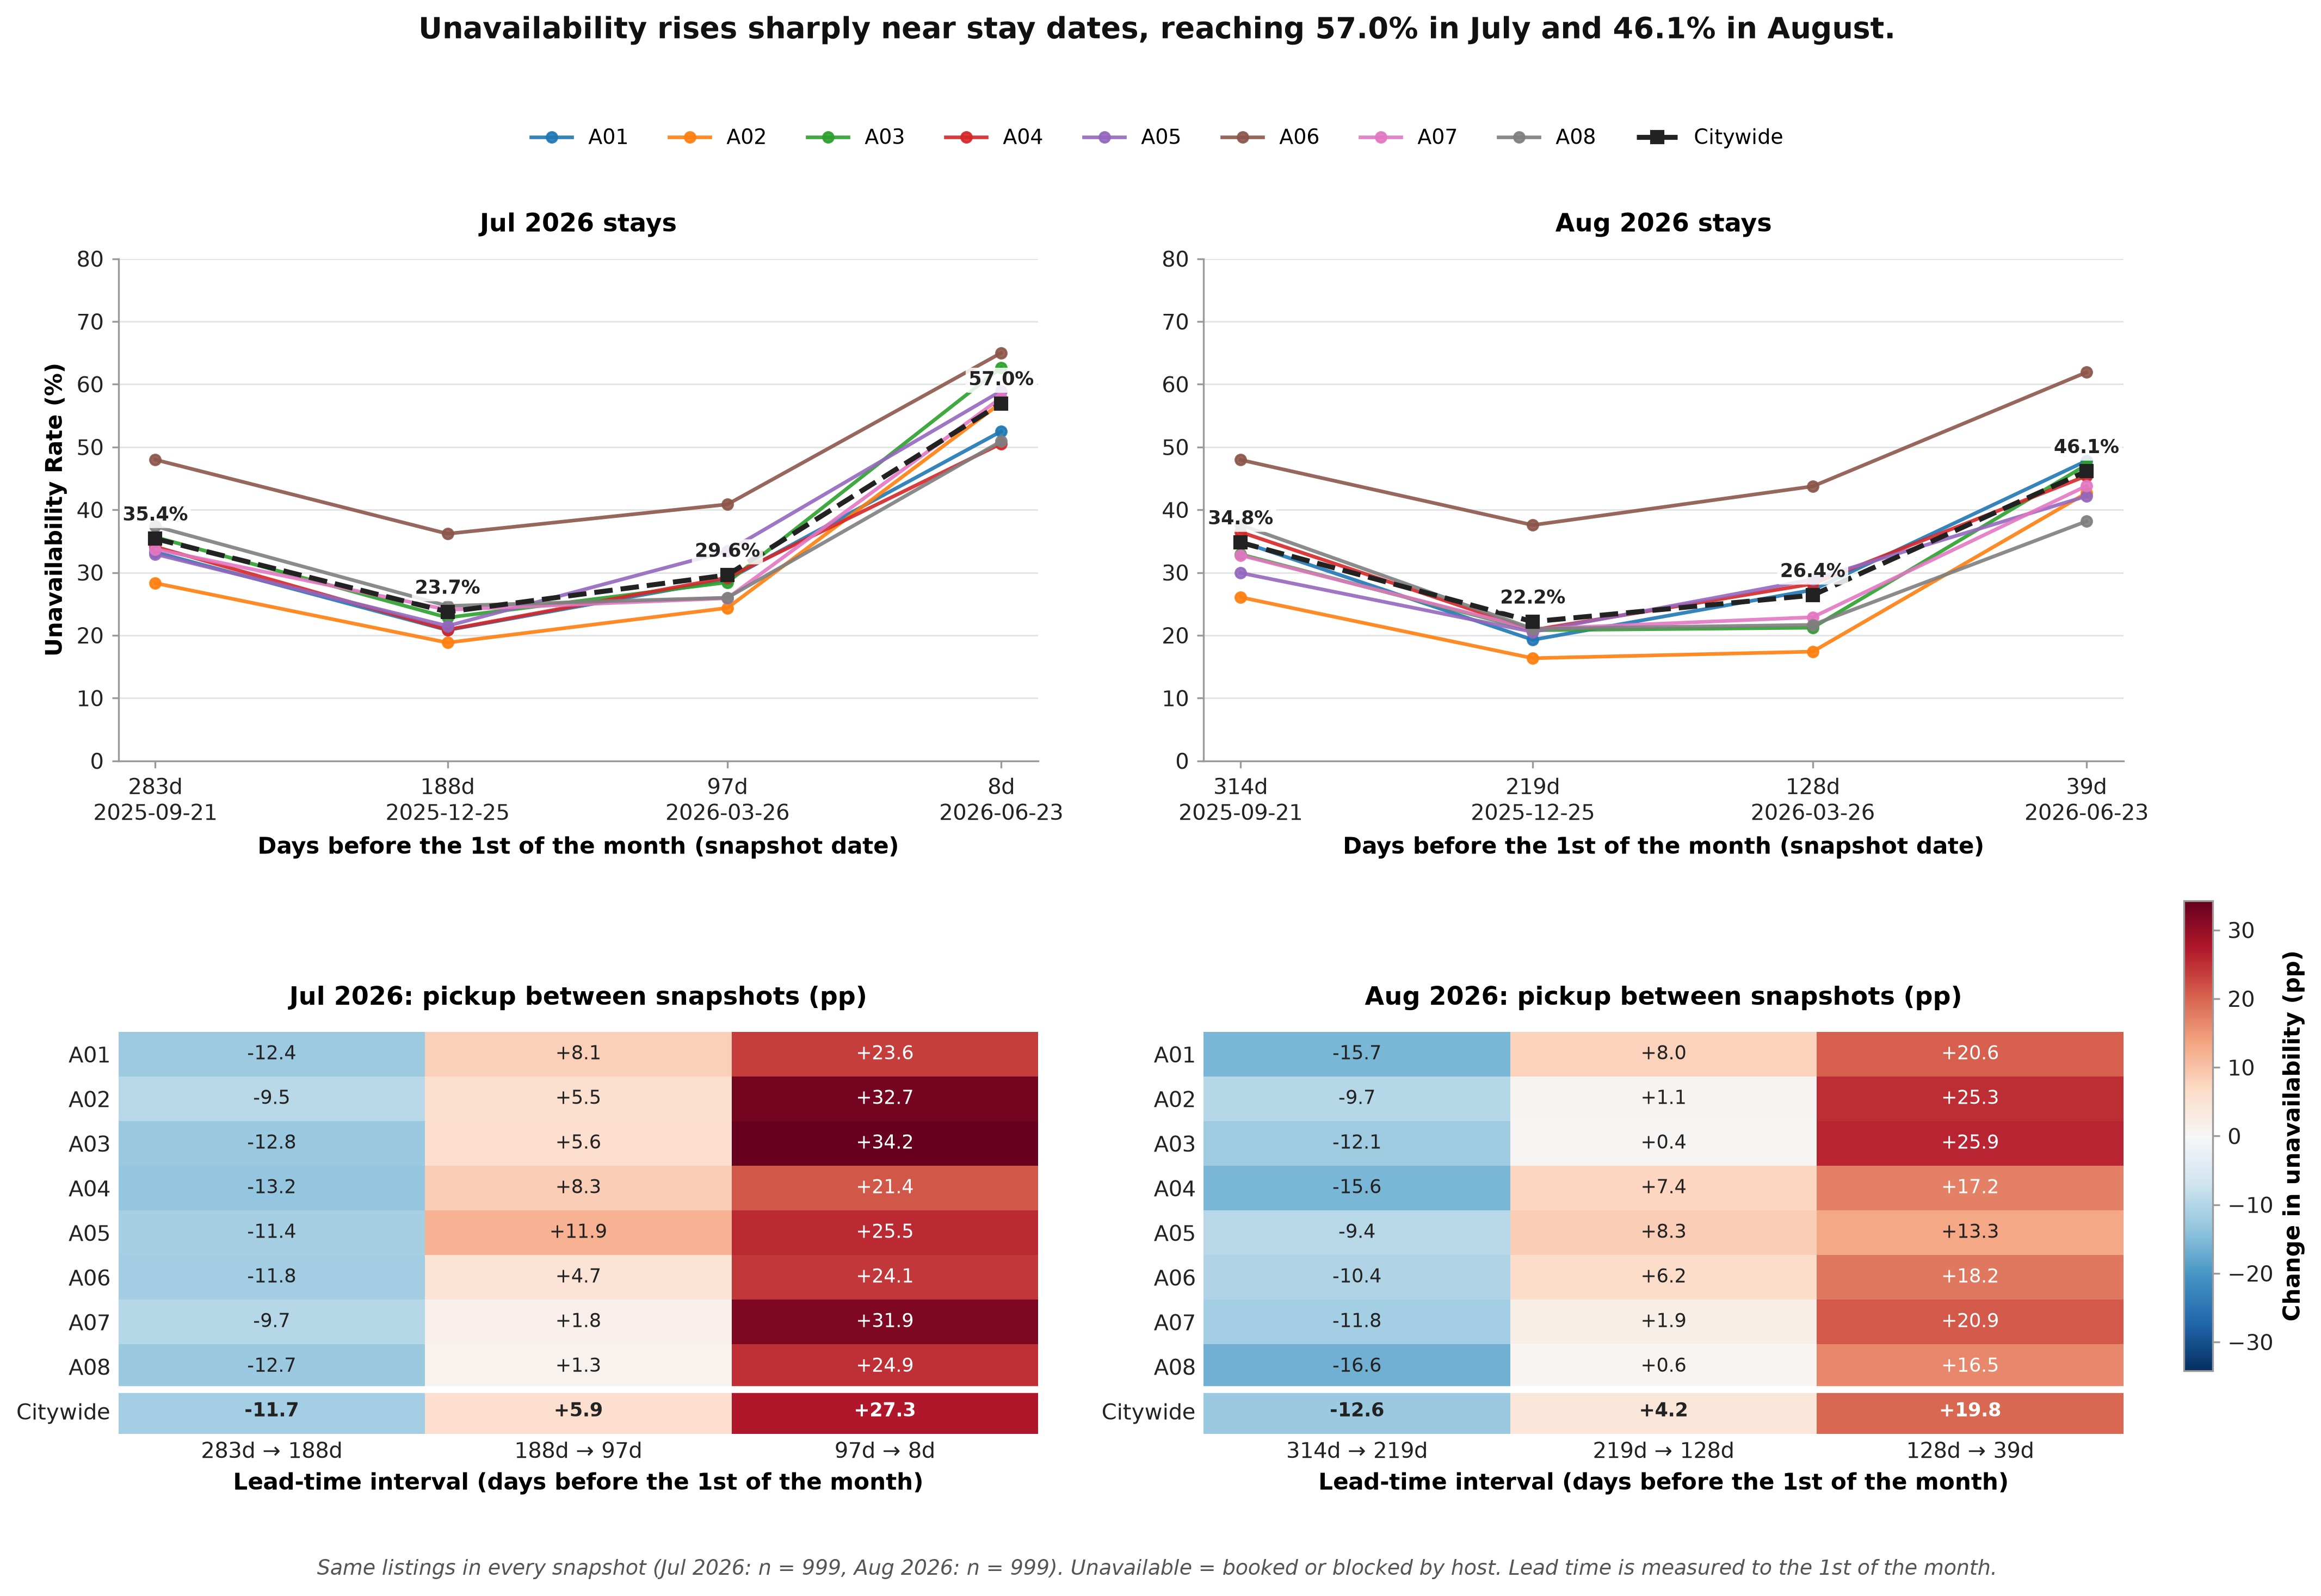 Unavailability rises sharply near stay dates, reaching 57.0% in July and 46.1% in August.
A01 A02 A03 A04 A05 A06 A07 A08 Citywide
Jul 2026 stays
Unavailability Rate (%)
80
70
60
50
40
30
20
10
0
35.4%
23.7%
29.6%
57.0%
283d 188d 97d 8d
2025-09-21 2025-12-25 2026-03-26 2026-06-23
Days before the 1st of the month (snapshot date)
Aug 2026 stays
80
70
60
50
40
30
20
10
0
34.8%
22.2%
26.4%
46.1%
314d 219d 128d 39d
2025-09-21 2025-12-25 2026-03-26 2026-06-23
Days before the 1st of the month (snapshot date)
Jul 2026: pickup between snapshots (pp)
A01 -12.4 +8.1 +23.6
A02 -9.5 +5.5 +32.7
A03 -12.8 +5.6 +34.2
A04 -13.2 +8.3 +21.4
A05 -11.4 +11.9 +25.5
A06 -11.8 +4.7 +24.1
A07 -9.7 +1.8 +31.9
A08 -12.7 +1.3 +24.9
Citywide -11.7 +5.9 +27.3
283d → 188d 188d → 97d 97d → 8d
Lead-time interval (days before the 1st of the month)
Aug 2026: pickup between snapshots (pp)
A01 -15.7 +8.0 +20.6
A02 -9.7 +1.1 +25.3
A03 -12.1 +0.4 +25.9
A04 -15.6 +7.4 +17.2
A05 -9.4 +8.3 +13.3
A06 -10.4 +6.2 +18.2
A07 -11.8 +1.9 +20.9
A08 -16.6 +0.6 +16.5
Citywide -12.6 +4.2 +19.8
314d → 219d 219d → 128d 128d → 39d
Lead-time interval (days before the 1st of the month)
30
20
10
0
−10
−20
−30
Change in unavailability (pp)
Same listings in every snapshot (Jul 2026: n = 999, Aug 2026: n = 999). Unavailable = booked or blocked by host. Lead time is measured to the 1st of the month.